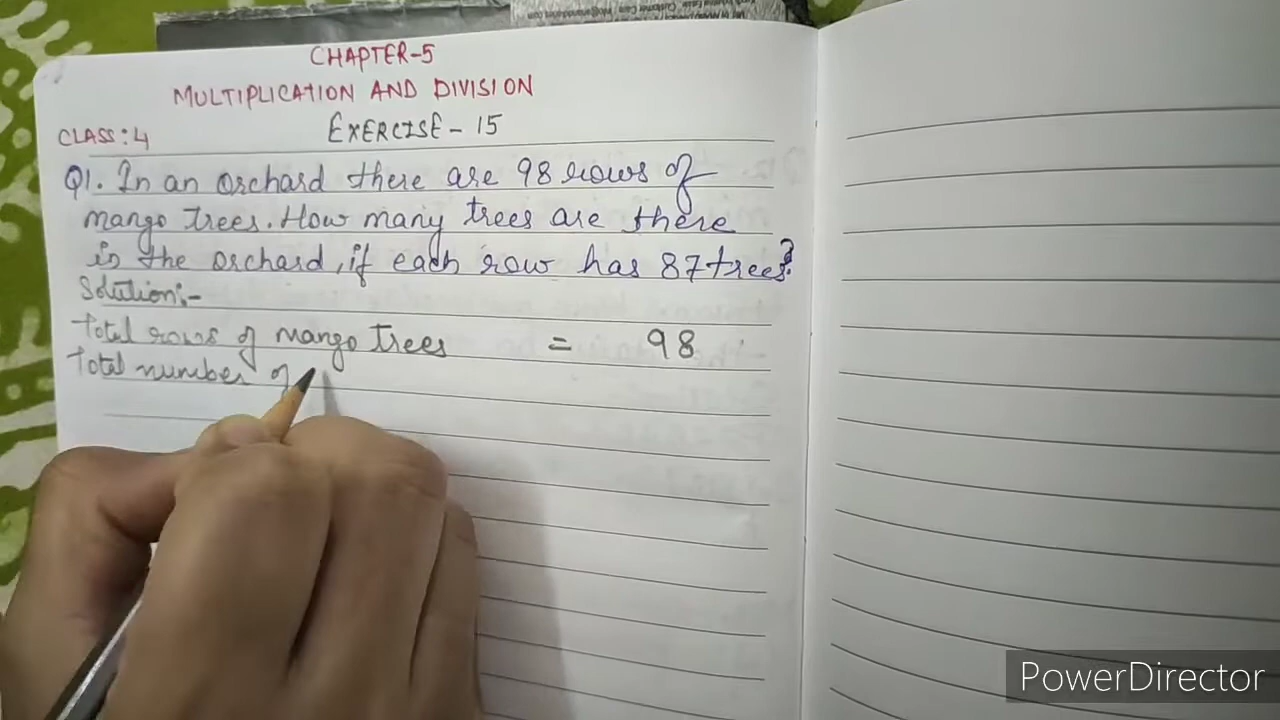 CHAPTER-5
MULTIPLICATION AND DIVISION
CLASS: 4
EXERCISE - 15
Q1. In an orchard there are 98 rows of
mango trees. How many trees are there
in the orchard, if each row has 87 trees?
Solution:-
Total rows of mango trees = 98
Total number of
PowerDirector